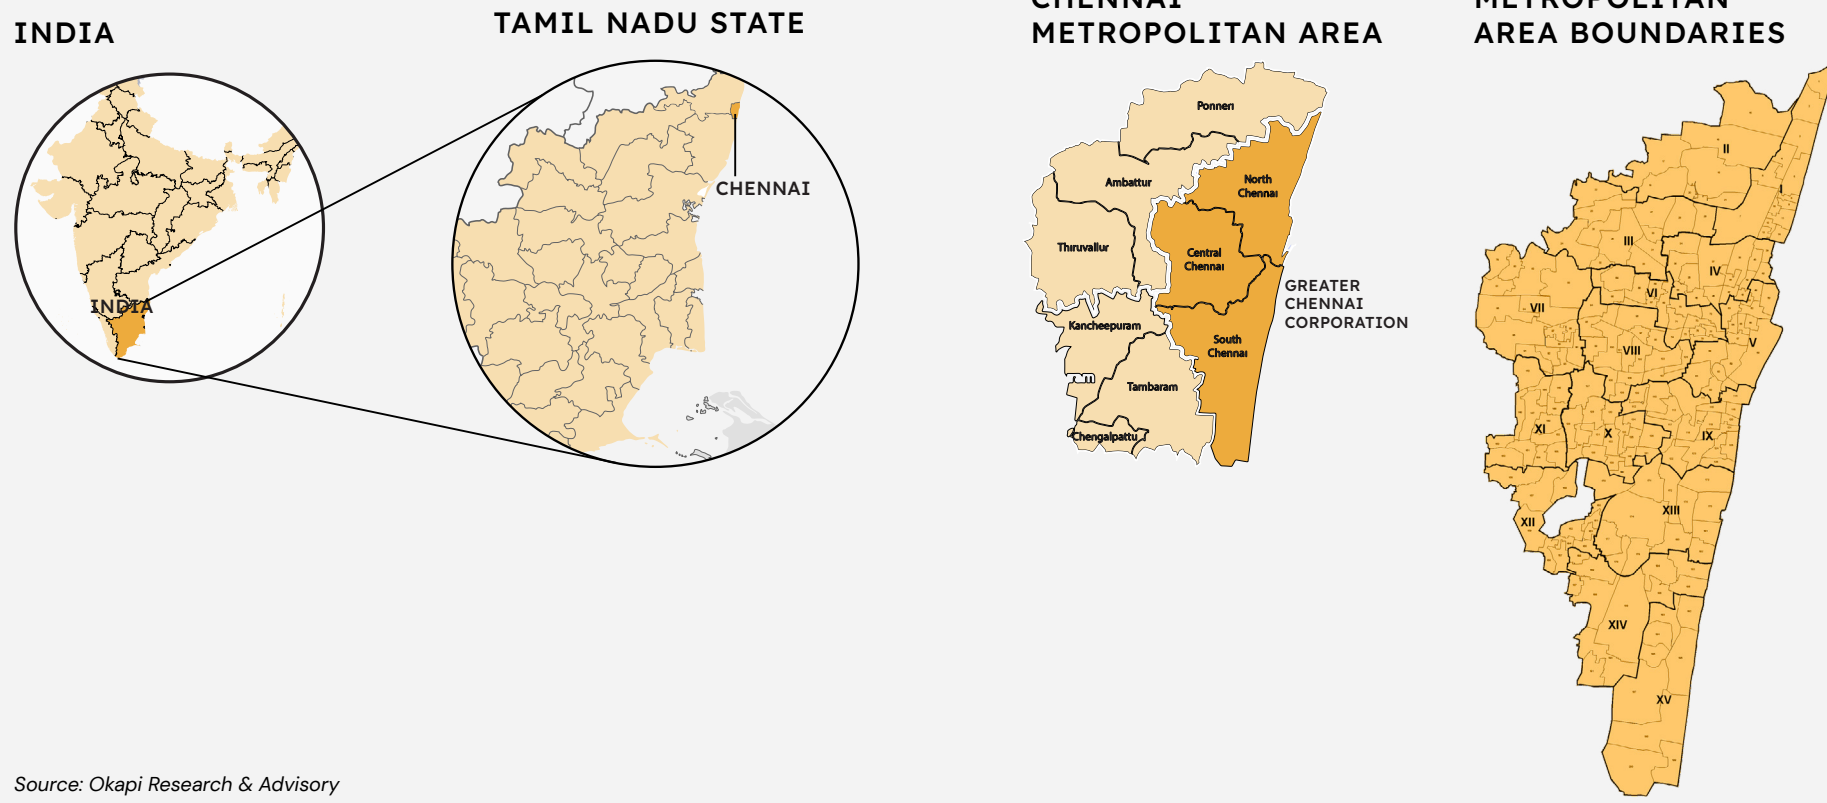 INDIA
TAMIL NADU STATE
CHENNAI
METROPOLITAN AREA
METROPOLITAN
AREA BOUNDARIES
INDIA
CHENNAI
Ponneri
Ambattur
North
Chennai
Thiruvallur
Central
Chennai
GREATER
CHENNAI
CORPORATION
Kancheepuram
South
Chennai
ram
Tambaram
Chengalpattu
II
I
III
IV
VI
VII
V
VIII
XI
X
IX
XIII
XII
XIV
XV
Source: Okapi Research & Advisory